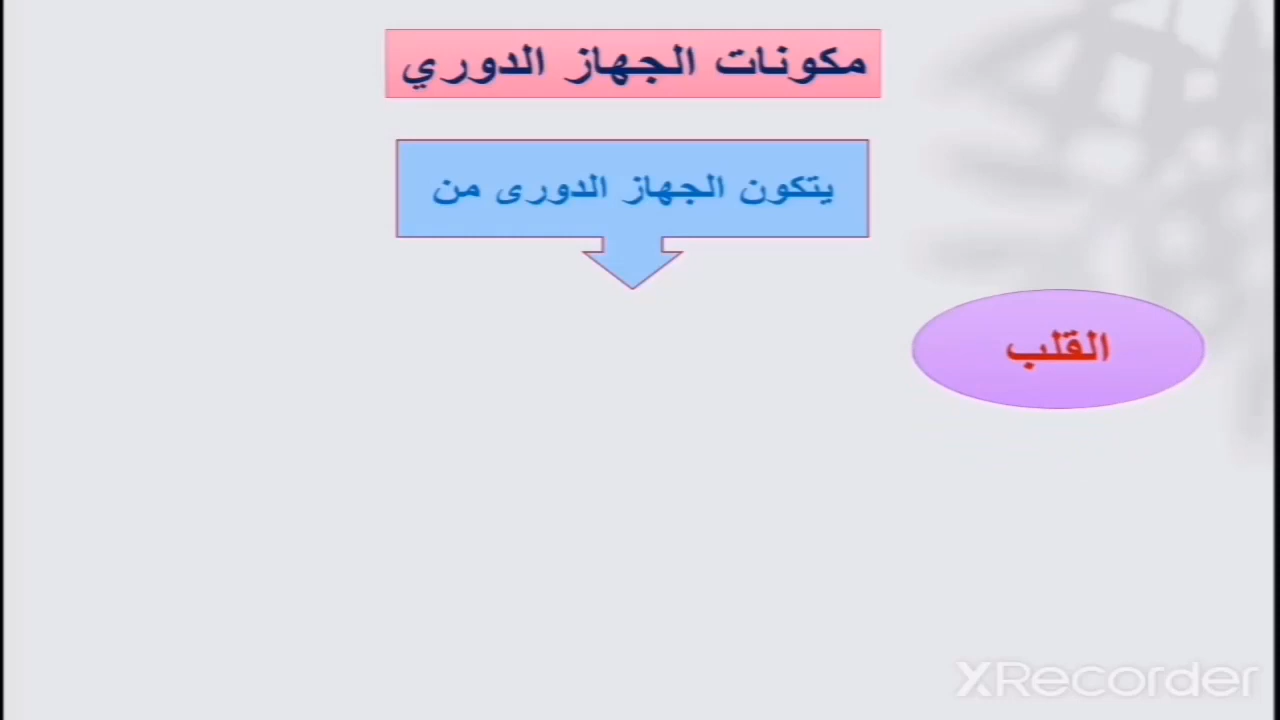 مكونات الجهاز الدوري
يتكون الجهاز الدورى من
القلب
XRecorder